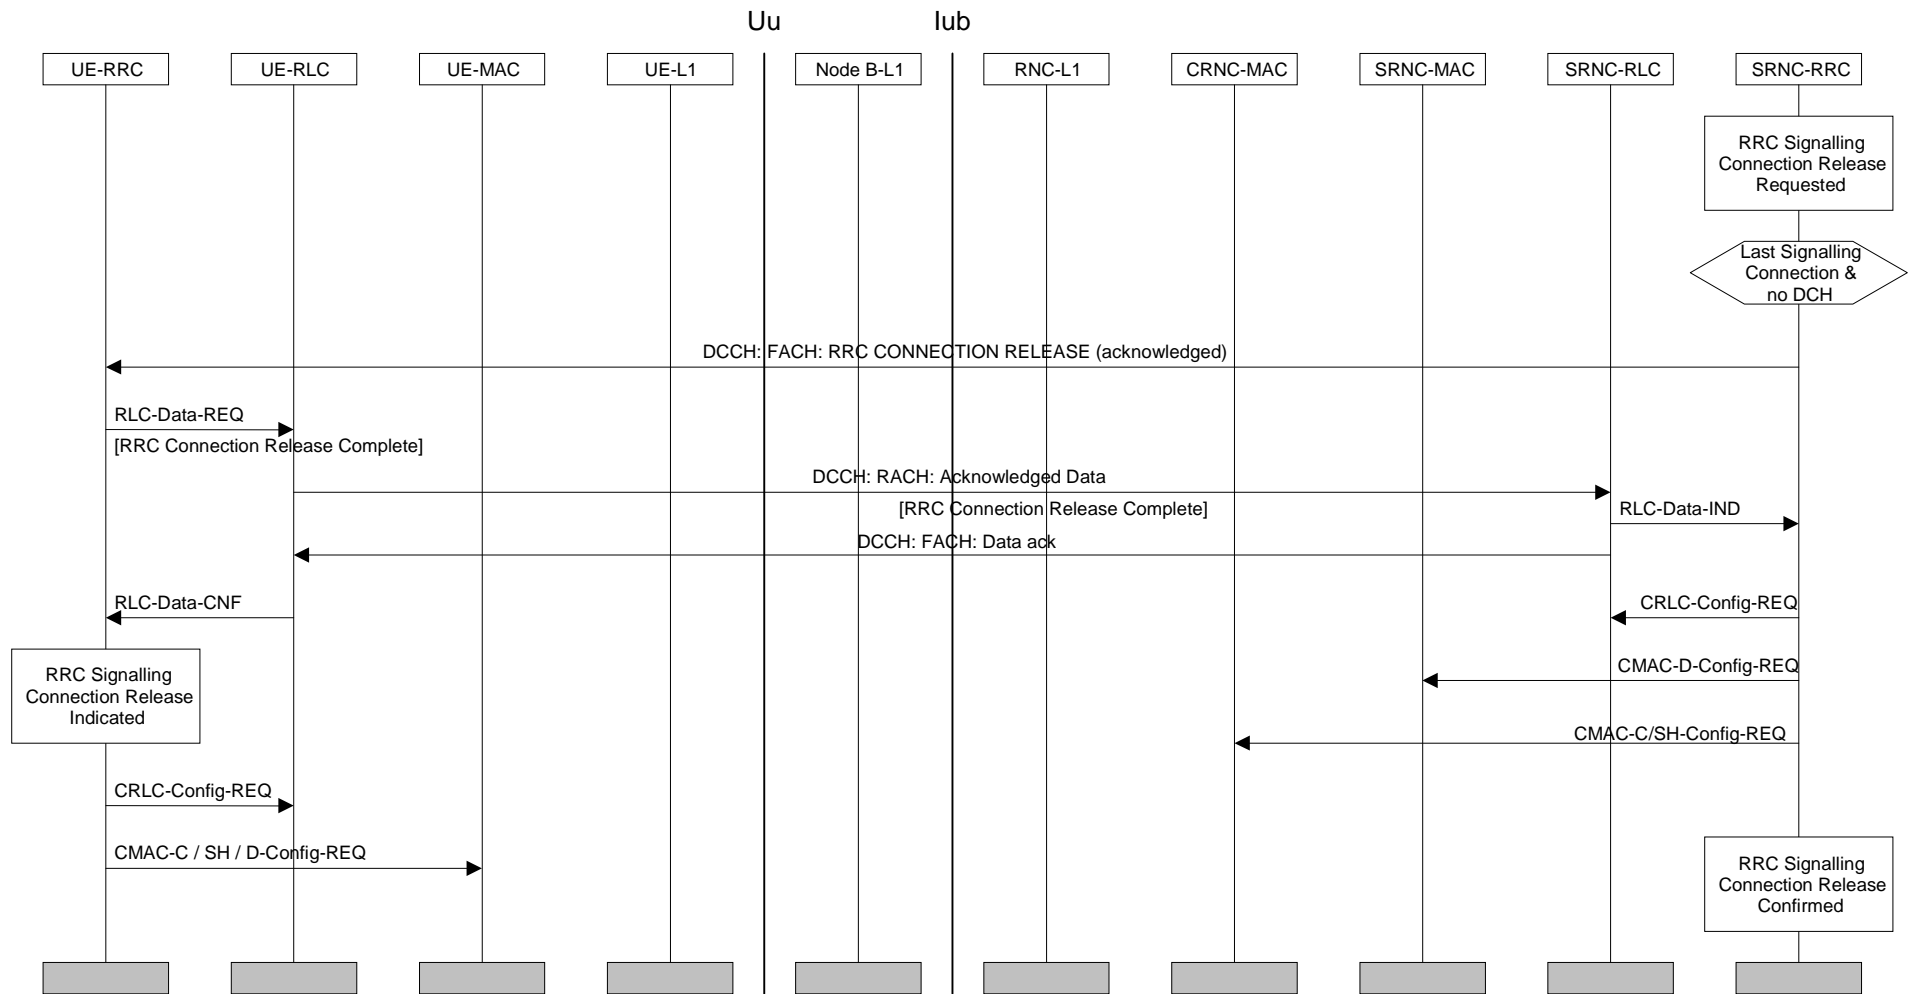 Uu
Iub
UE-RRC
UE-RLC
UE-MAC
UE-L1
Node B-L1
RNC-L1
CRNC-MAC
SRNC-MAC
SRNC-RLC
SRNC-RRC
RRC Signalling
Connection Release
Requested
Last Signalling
Connection &
no DCH
DCCH: FACH: RRC CONNECTION RELEASE (acknowledged)
RLC-Data-REQ
[RRC Connection Release Complete]
DCCH: RACH: Acknowledged Data
[RRC Connection Release Complete]
RLC-Data-IND
DCCH: FACH: Data ack
RLC-Data-CNF
CRLC-Config-REQ
RRC Signalling
Connection Release
Indicated
CMAC-D-Config-REQ
CMAC-C/SH-Config-REQ
CRLC-Config-REQ
CMAC-C / SH / D-Config-REQ
RRC Signalling
Connection Release
Confirmed